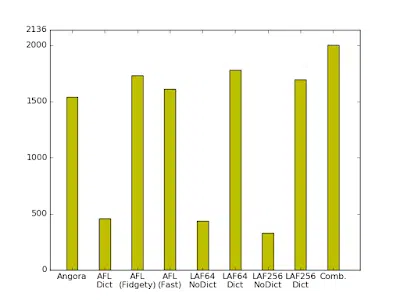 2136
2000
1500
1000
500
0
Angora
AFL
Dict
AFL
(Fidgety)
AFL
(Fast)
LAF64
NoDict
LAF64
Dict
LAF256
NoDict
LAF256
Dict
Comb.